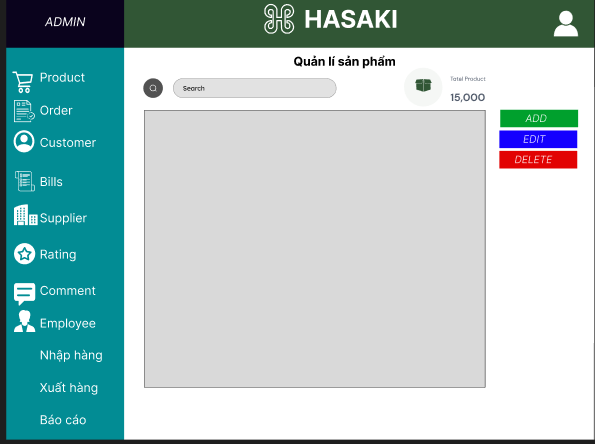 ADMIN
HASAKI
Quản lí sản phẩm
Product
Order
Customer
Bills
Supplier
Rating
Comment
Employee
Nhập hàng
Xuất hàng
Báo cáo
Search
Total Product
15,000
ADD
EDIT
DELETE